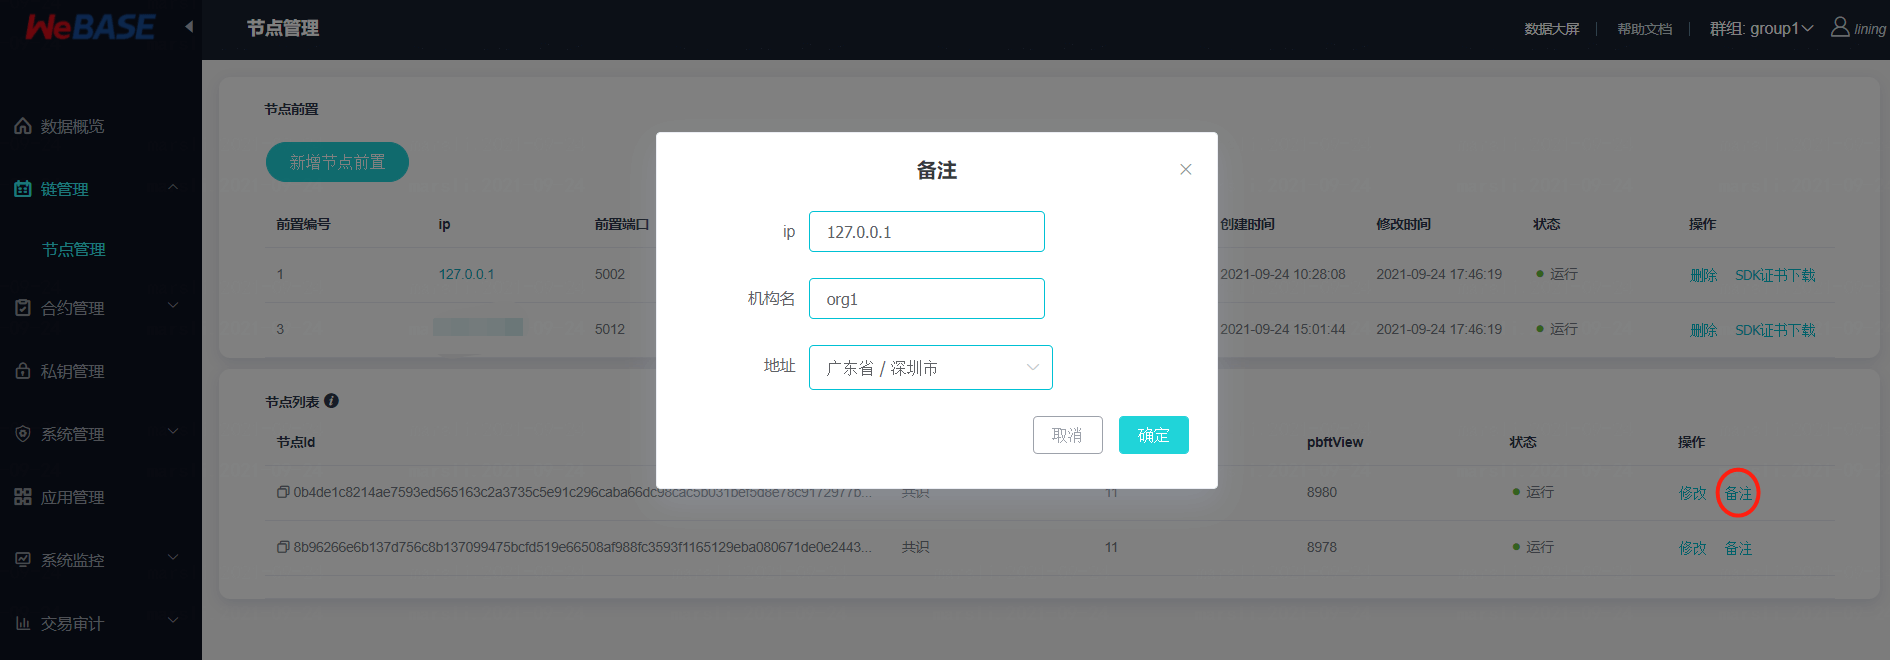 WeBASE
节点管理
数据大屏
帮助文档
群组: group1
lining
数据概览
链管理
节点管理
合约管理
私钥管理
系统管理
应用管理
系统监控
交易审计
节点前置
新增节点前置
前置编号 ip 前置端口 创建时间 修改时间 状态 操作
1 127.0.0.1 5002 2021-09-24 10:28:08 2021-09-24 17:46:19 运行 删除 SDK证书下载
3 5012 2021-09-24 15:01:44 2021-09-24 17:46:19 运行 删除 SDK证书下载
备注
ip 127.0.0.1
机构名 org1
地址 广东省 / 深圳市
取消 确定
节点列表
节点Id pbftView 状态 操作
0b4de1c8214ae7593ed565163c2a3735c5e91c296caba66dc98cac5b031bef5d8e78c9172977b... 共识 11 8980 运行 修改 备注
8b96266e6b137d756c8b137099475bcfd519e66508af988fc3593f1165129eba080671de0e2443... 共识 11 8978 运行 修改 备注